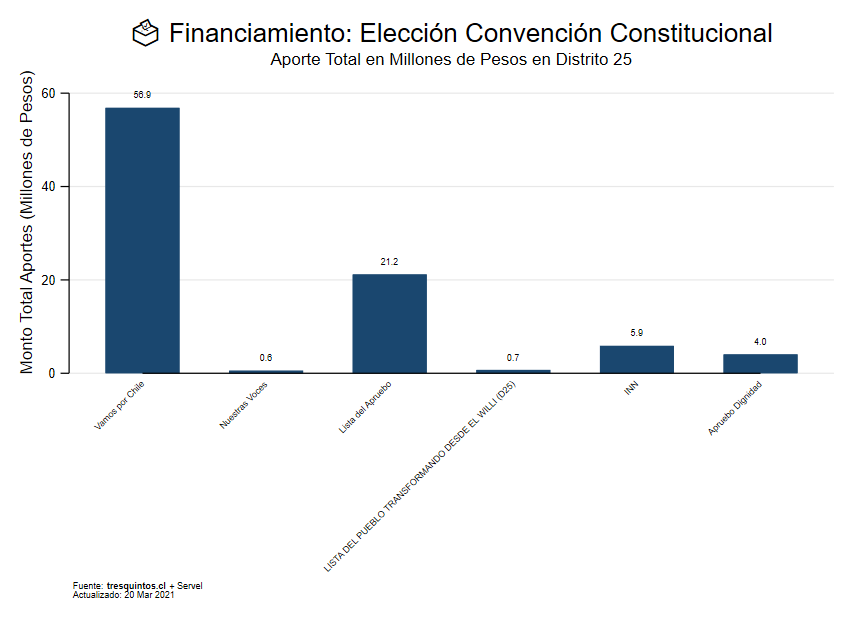 Financiamiento: Elección Convención Constitucional
Aporte Total en Millones de Pesos en Distrito 25
Monto Total Aportes (Millones de Pesos)
60
40
20
0
56.9
0.6
21.2
0.7
5.9
4.0
Vamos por Chile
Nuestras Voces
Lista del Apruebo
LISTA DEL PUEBLO TRANSFORMANDO DESDE EL WILLI (D25)
INN
Apruebo Dignidad
Fuente: tresquintos.cl + Servel
Actualizado: 20 Mar 2021